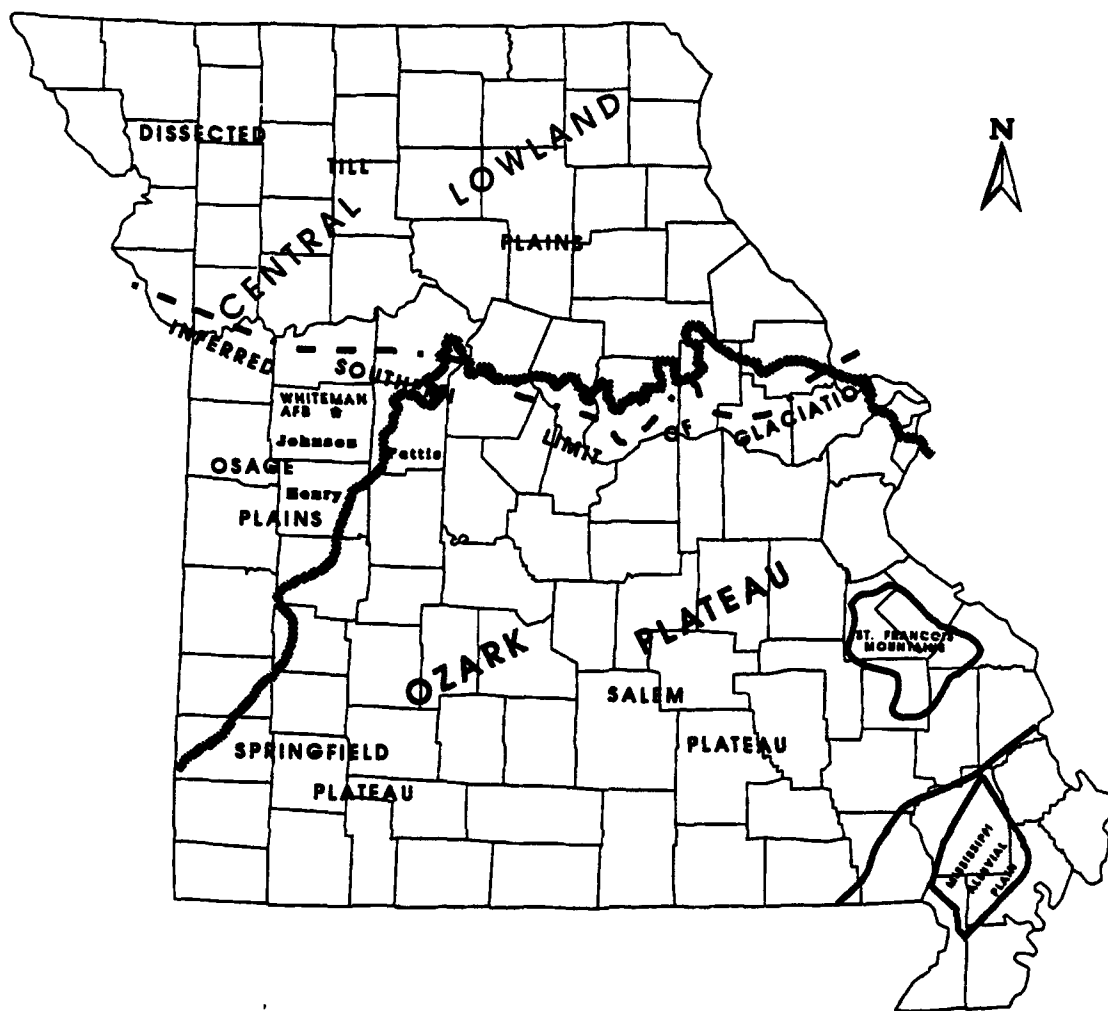 N
DISSECTED
TILL
PLAINS
CENTRAL LOWLAND
INFERRED SOUTHERN LIMIT OF GLACIATION
WHITEMAN
AFB
Johnson
Pettis
Henry
OSAGE
PLAINS
OZARK PLATEAU
ST. FRANCOIS
MOUNTAINS
SALEM
PLATEAU
SPRINGFIELD
PLATEAU
MISSISSIPPI
ALLUVIAL
PLAIN